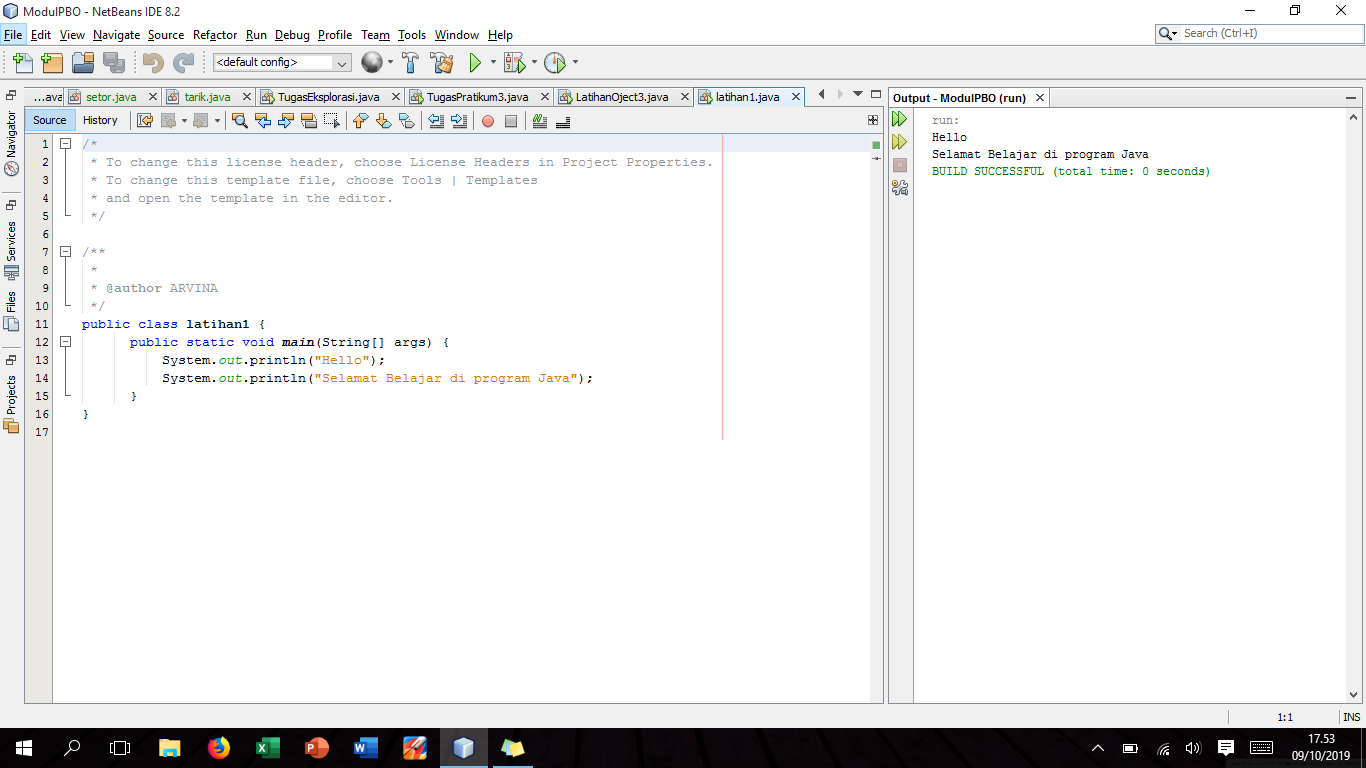 ModulPBO - NetBeans IDE 8.2
File Edit View Navigate Source Refactor Run Debug Profile Team Tools Window Help
Search (Ctrl+I)
<default config>
...ava setor.java tarik.java TugasEksplorasi.java TugasPratikum3.java LatihanOject3.java latihan1.java
Source History
Navigator
Services
Files
Projects
1 /*
2 * To change this license header, choose License Headers in Project Properties.
3 * To change this template file, choose Tools | Templates
4 * and open the template in the editor.
5 */
6
7 /**
8 *
9 * @author ARVINA
10 */
11 public class latihan1 {
12 public static void main(String[] args) {
13 System.out.println("Hello");
14 System.out.println("Selamat Belajar di program Java");
15 }
16 }
17
Output - ModulPBO (run)
run:
Hello
Selamat Belajar di program Java
BUILD SUCCESSFUL (total time: 0 seconds)
1:1 INS
17.53
09/10/2019